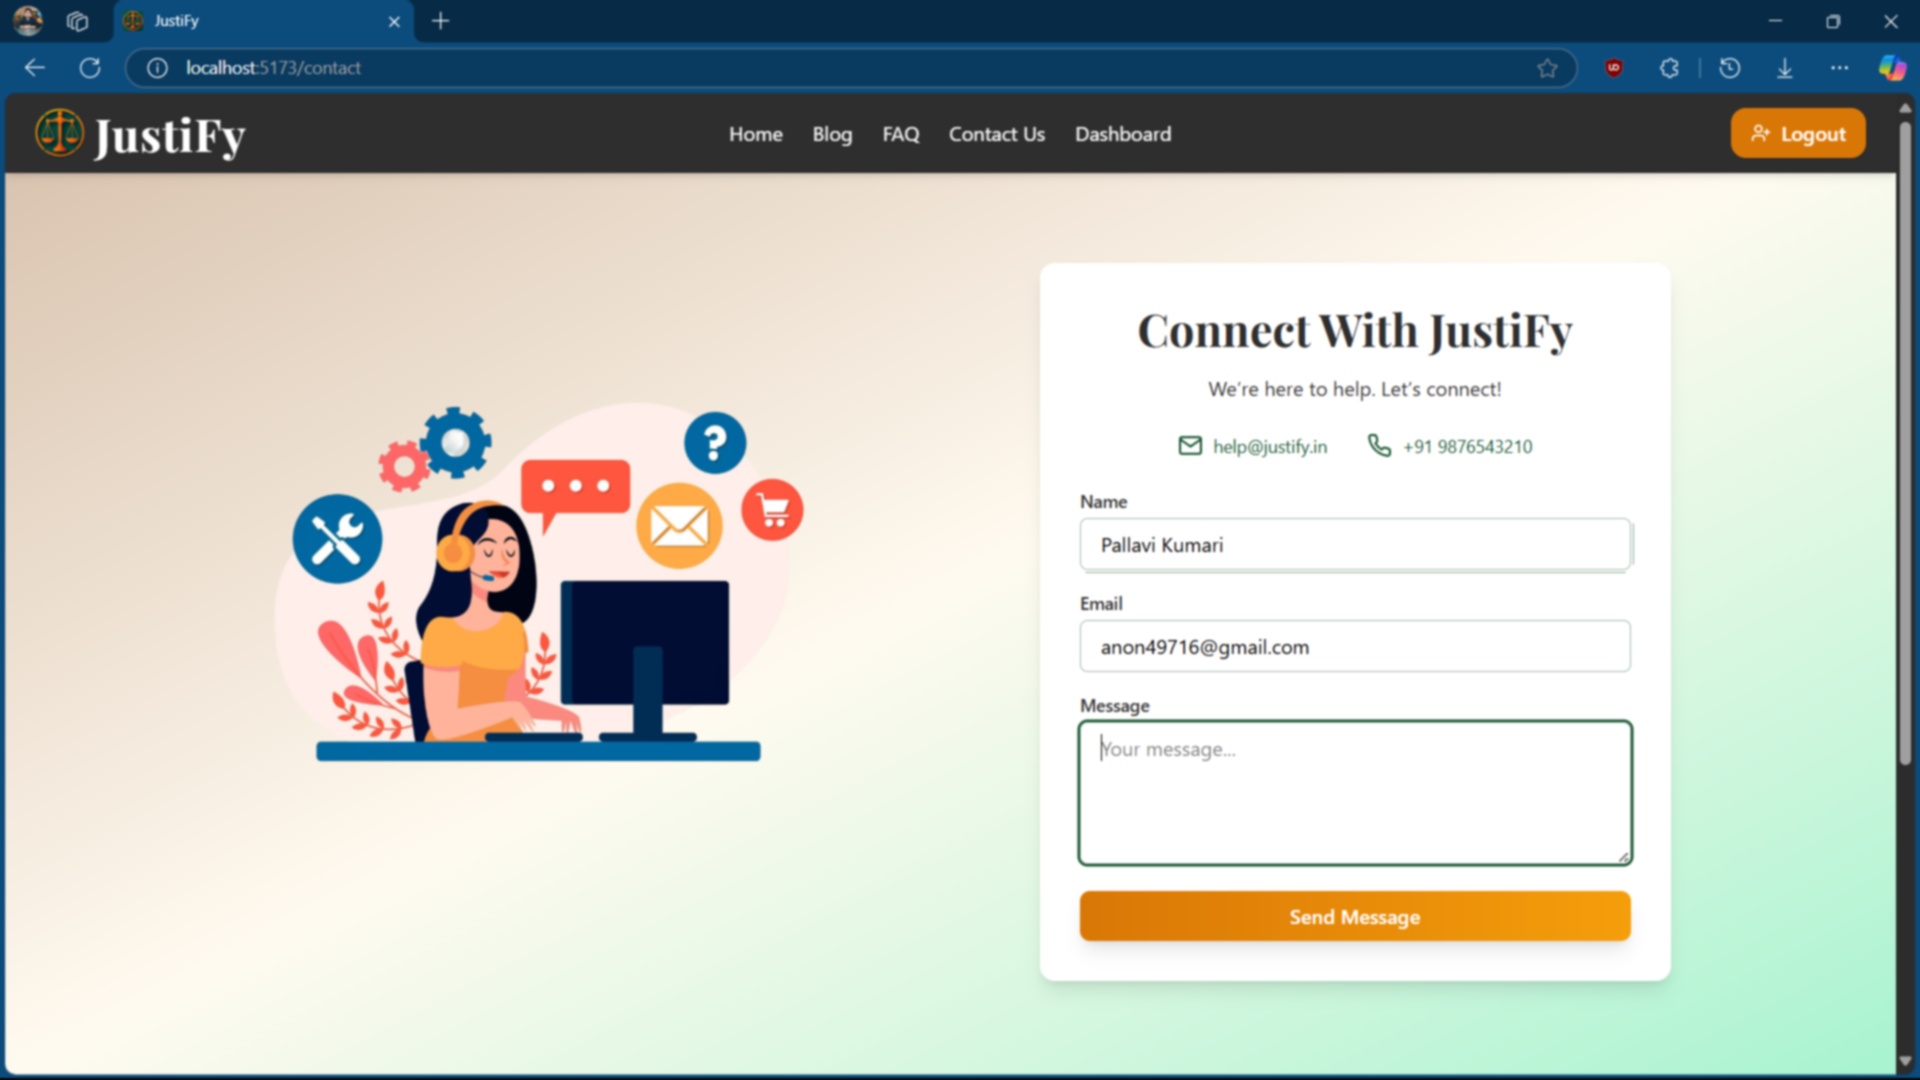 JustiFy
localhost:5173/contact
JustiFy
Home Blog FAQ Contact Us Dashboard
Logout
Connect With JustiFy
We're here to help. Let's connect!
help@justify.in +91 9876543210
Name
Pallavi Kumari
Email
anon49716@gmail.com
Message
Your message...
Send Message